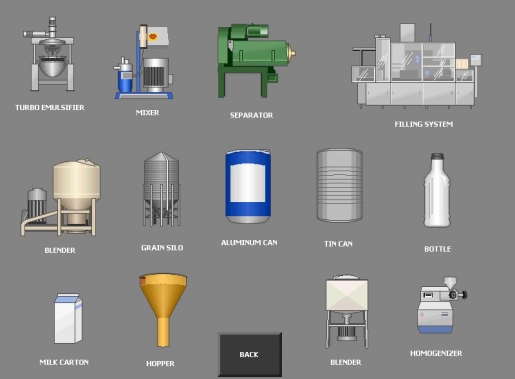 TURBO EMULSIFIER
MIXER
SEPARATOR
FILLING SYSTEM
BLENDER
GRAIN SILO
ALUMINUM CAN
TIN CAN
BOTTLE
MILK CARTON
HOPPER
BACK
BLENDER
HOMOGENIZER